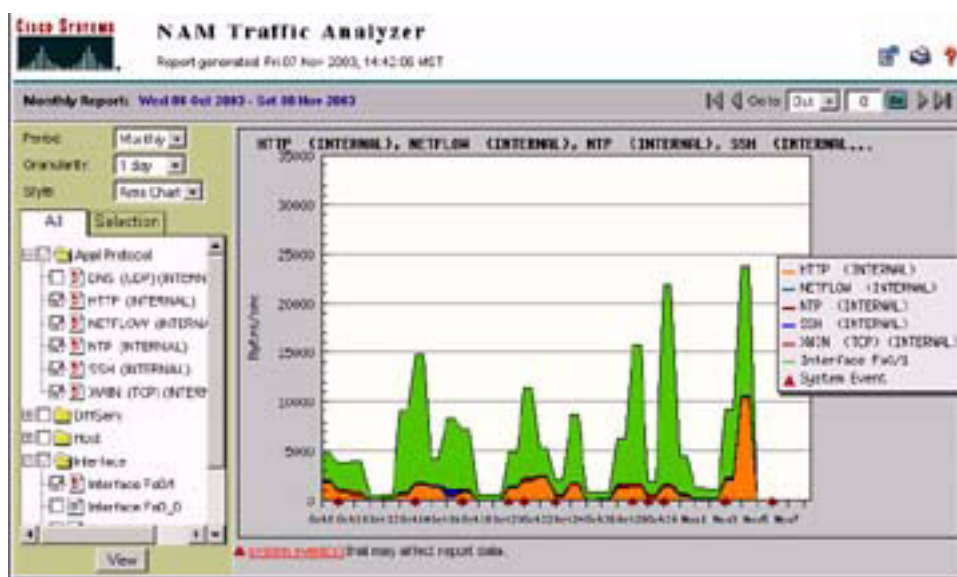 CISCO SYSTEMS
NAM Traffic Analyzer
Report generated Fri 07 Nov 2003, 14:42:06 MST
Monthly Report: Wed 08 Oct 2003 - Sat 08 Nov 2003
Go to Out 0
Period: Monthly
Granularity: 1 day
Style: Area Chart
All
Selection
Appl Protocol
DNS (UDP) (INTERN
HTTP (INTERNAL)
NETFLOW (INTERNA
NTP (INTERNAL)
SSH (INTERNAL)
XWIN (TCP) (INTER
DiffServ
Host
Interface
Interface Fa0/1
Interface Fa0_0
View
HTTP (INTERNAL), NETFLOW (INTERNAL), NTP (INTERNAL), SSH (INTERNAL...
35000
30000
25000
20000
15000
10000
5000
0
Bytes/sec
HTTP (INTERNAL)
NETFLOW (INTERNAL)
NTP (INTERNAL)
SSH (INTERNAL)
XWIN (TCP) (INTERNAL)
Interface Fa0/1
System Event
system event(s) that may affect report data.